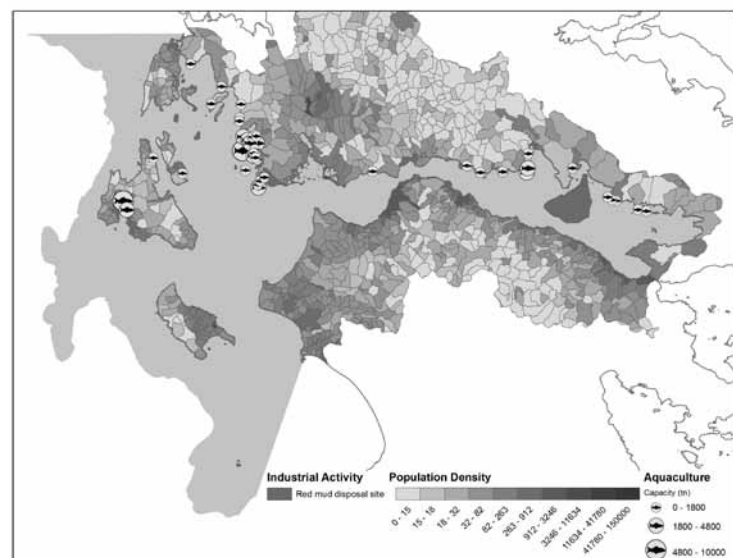 Industrial Activity
Red mud disposal site
Population Density
0 - 15
15 - 18
18 - 32
32 - 82
82 - 263
263 - 912
912 - 3246
3246 - 11634
11634 - 41780
41780 - 150000
Aquaculture
Capacity (tn)
0 - 1800
1800 - 4800
4800 - 10000